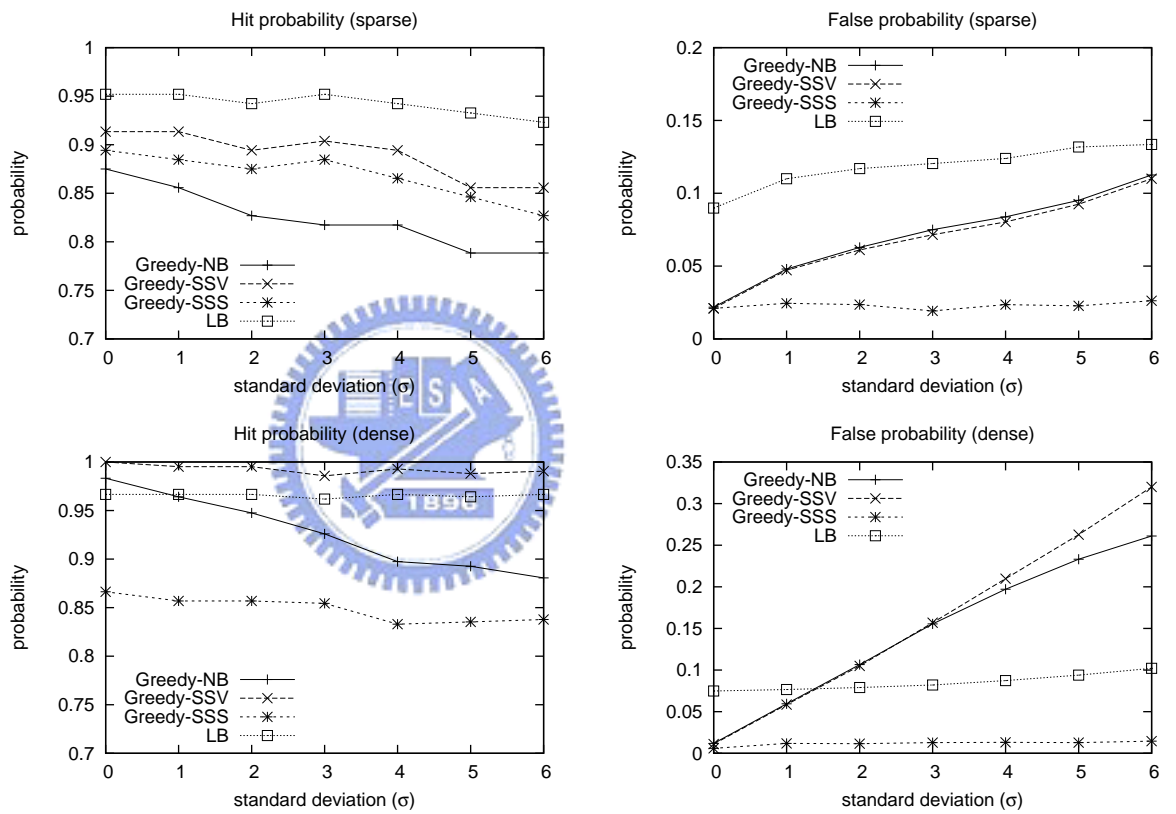 Hit probability (sparse)
1
0.95
0.9
0.85
0.8
0.75
0.7
probability
Greedy-NB
Greedy-SSV
Greedy-SSS
LB
0 1 2 3 4 5 6
standard deviation (σ)
False probability (sparse)
0.2
0.15
0.1
0.05
0
probability
Greedy-NB
Greedy-SSV
Greedy-SSS
LB
0 1 2 3 4 5 6
standard deviation (σ)
Hit probability (dense)
1
0.95
0.9
0.85
0.8
0.75
0.7
probability
Greedy-NB
Greedy-SSV
Greedy-SSS
LB
0 1 2 3 4 5 6
standard deviation (σ)
False probability (dense)
0.35
0.3
0.25
0.2
0.15
0.1
0.05
0
probability
Greedy-NB
Greedy-SSV
Greedy-SSS
LB
0 1 2 3 4 5 6
standard deviation (σ)
E S
A
1896